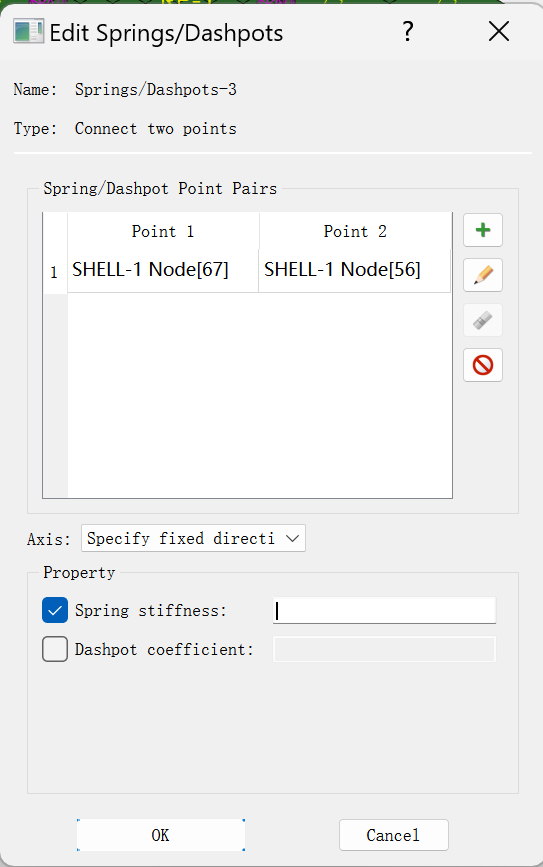 Edit Springs/Dashpots
?
Name: Springs/Dashpots-3
Type: Connect two points
Spring/Dashpot Point Pairs
Point 1 Point 2
1 SHELL-1 Node[67] SHELL-1 Node[56]
Axis: Specify fixed directi
Property
Spring stiffness:
Dashpot coefficient:
OK Cancel